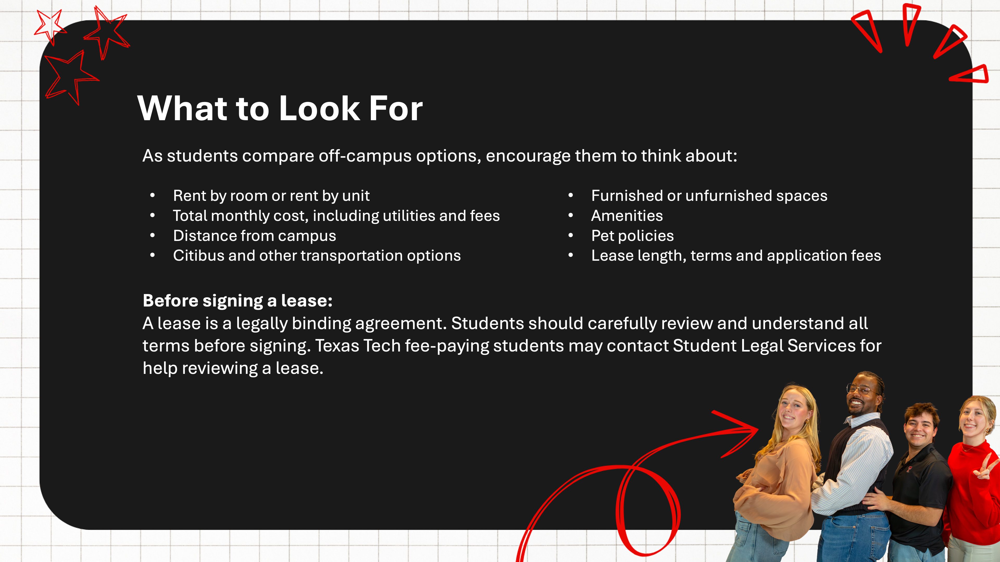 What to Look For
As students compare off-campus options, encourage them to think about:
• Rent by room or rent by unit
• Total monthly cost, including utilities and fees
• Distance from campus
• Citibus and other transportation options
• Furnished or unfurnished spaces
• Amenities
• Pet policies
• Lease length, terms and application fees
Before signing a lease:
A lease is a legally binding agreement. Students should carefully review and understand all
terms before signing. Texas Tech fee-paying students may contact Student Legal Services for
help reviewing a lease.